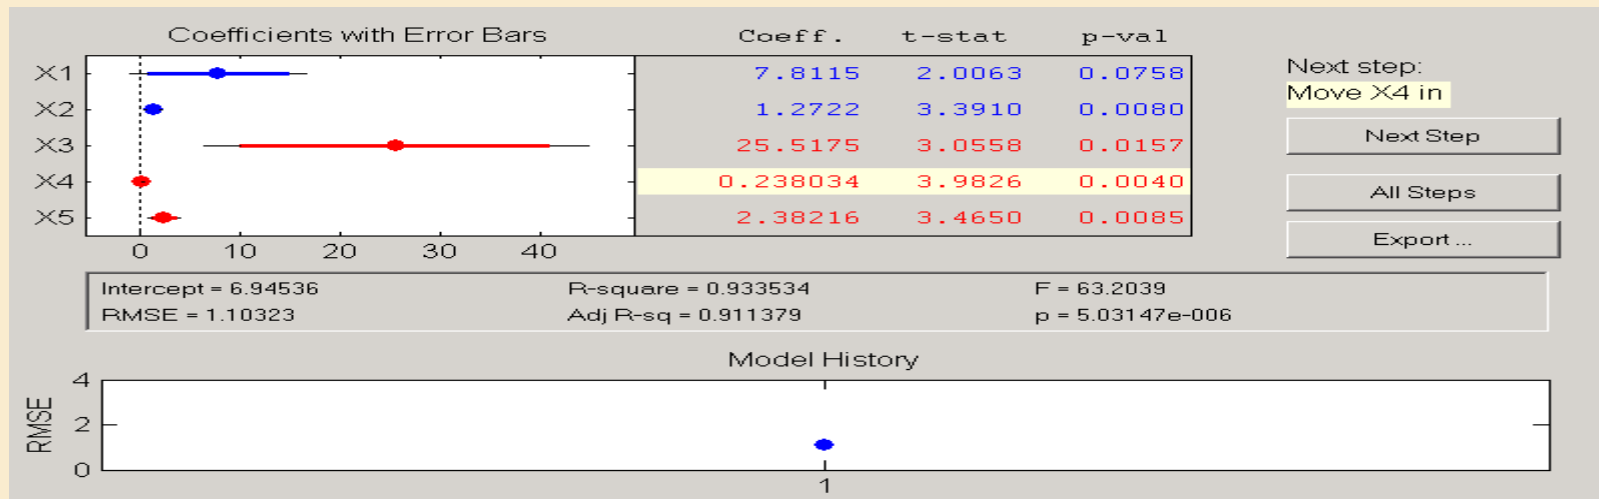 Coefficients with Error Bars Coeff. t-stat p-val
X1 7.8115 2.0063 0.0758
X2 1.2722 3.3910 0.0080
X3 25.5175 3.0558 0.0157
X4 0.238034 3.9826 0.0040
X5 2.38216 3.4650 0.0085
0 10 20 30 40
Next step:
Move X4 in
Next Step
All Steps
Export ...
Intercept = 6.94536 R-square = 0.933534 F = 63.2039
RMSE = 1.10323 Adj R-sq = 0.911379 p = 5.03147e-006
Model History
RMSE
4
2
0
1